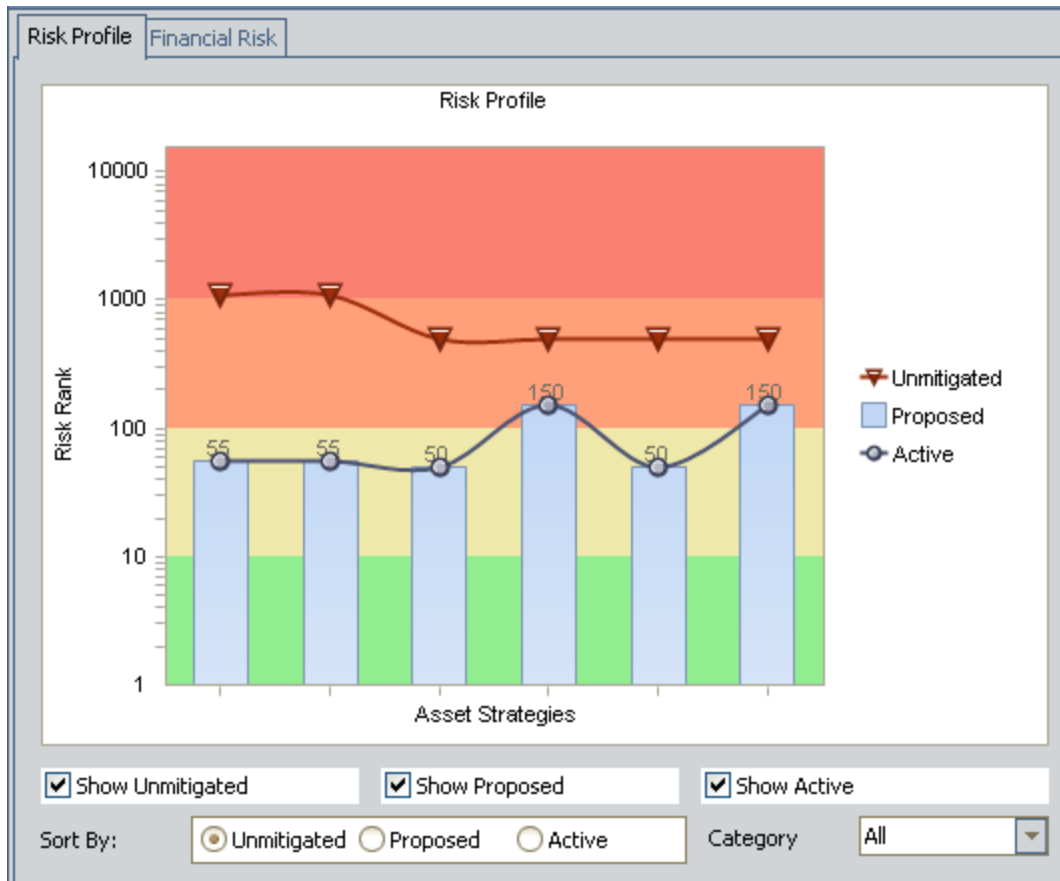 Risk Profile
Financial Risk
Risk Profile
10000
1000
100
10
1
Risk Rank
55
55
50
150
50
150
Asset Strategies
Unmitigated
Proposed
Active
Show Unmitigated
Show Proposed
Show Active
Sort By:
Unmitigated
Proposed
Active
Category
All